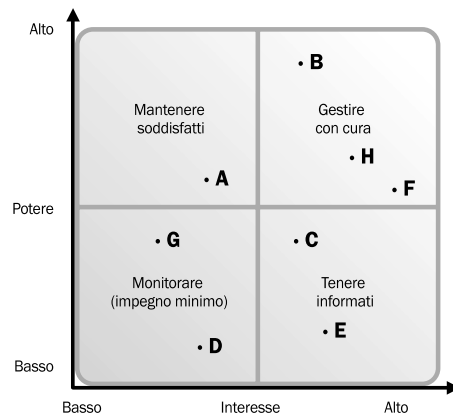 Alto
B
Mantenere
soddisfatti
Gestire
con cura
H
A
F
Potere
G
C
Monitorare
(impegno minimo)
Tenere
informati
E
D
Basso
Basso
Interesse
Alto